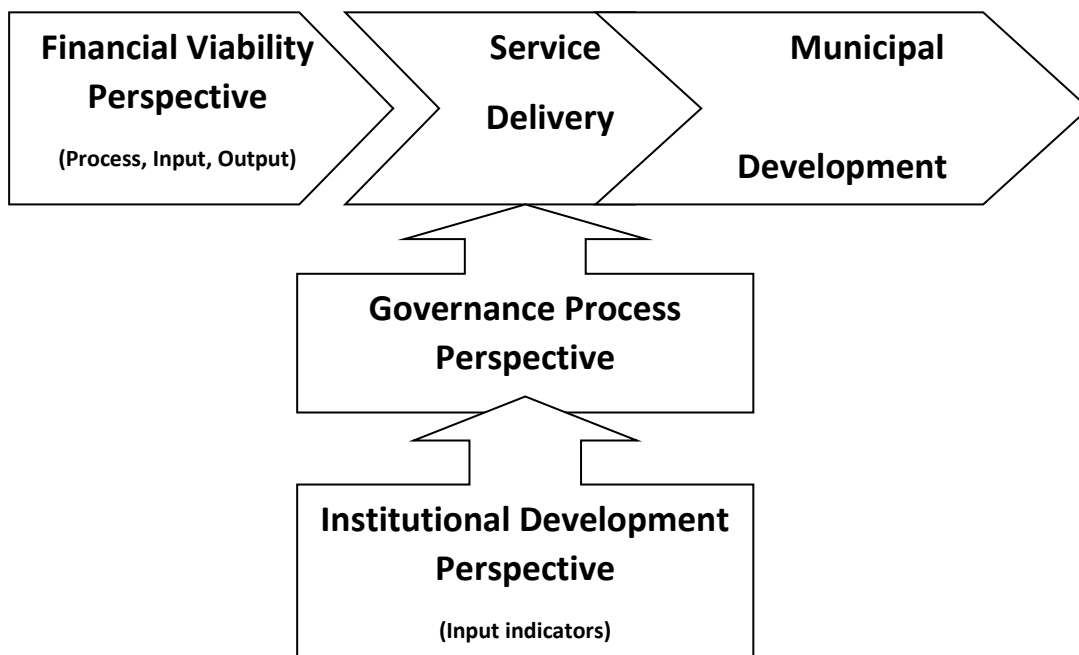 Financial Viability
Perspective
(Process, Input, Output)
Service
Delivery
Municipal
Development
Governance Process
Perspective
Institutional Development
Perspective
(Input indicators)